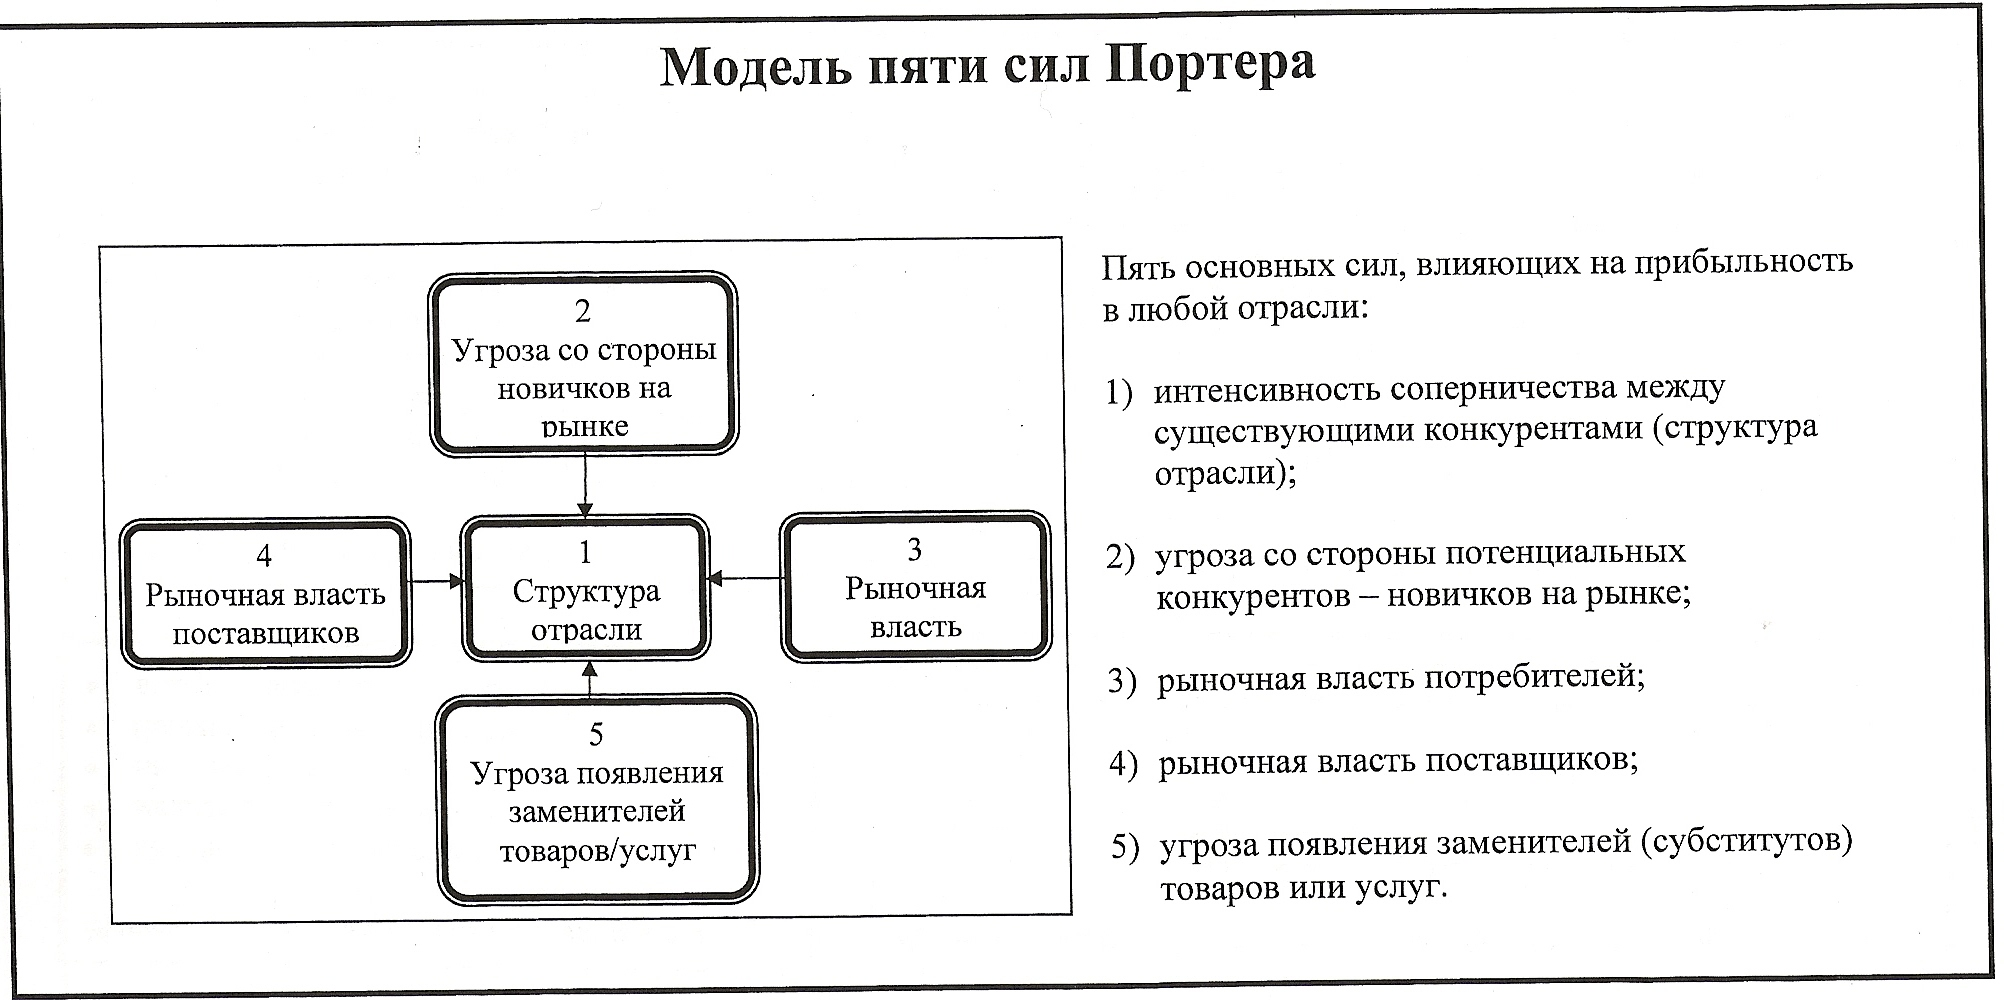 Модель пяти сил Портера
2
Угроза со стороны
новичков на
рынке
4
Рыночная власть
поставщиков
1
Структура
отрасли
3
Рыночная
власть
5
Угроза появления
заменителей
товаров/услуг
Пять основных сил, влияющих на прибыльность
в любой отрасли:
1) интенсивность соперничества между
существующими конкурентами (структура
отрасли);
2) угроза со стороны потенциальных
конкурентов – новичков на рынке;
3) рыночная власть потребителей;
4) рыночная власть поставщиков;
5) угроза появления заменителей (субститутов)
товаров или услуг.